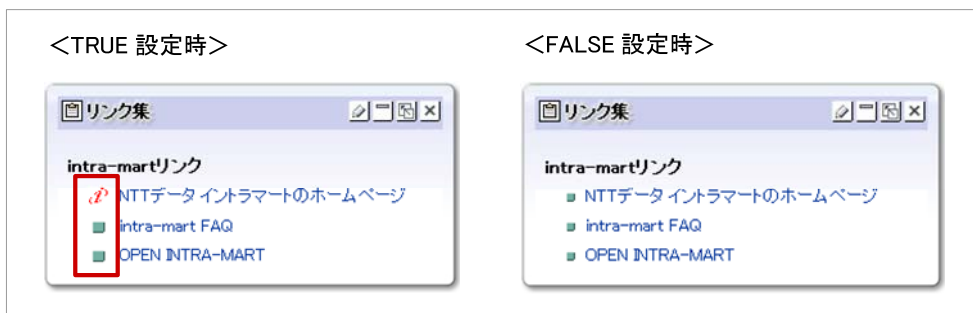 ＜TRUE 設定時＞
リンク集
intra-martリンク
NTTデータ イントラマートのホームページ
intra-mart FAQ
OPEN INTRA-MART
＜FALSE 設定時＞
リンク集
intra-martリンク
NTTデータ イントラマートのホームページ
intra-mart FAQ
OPEN INTRA-MART